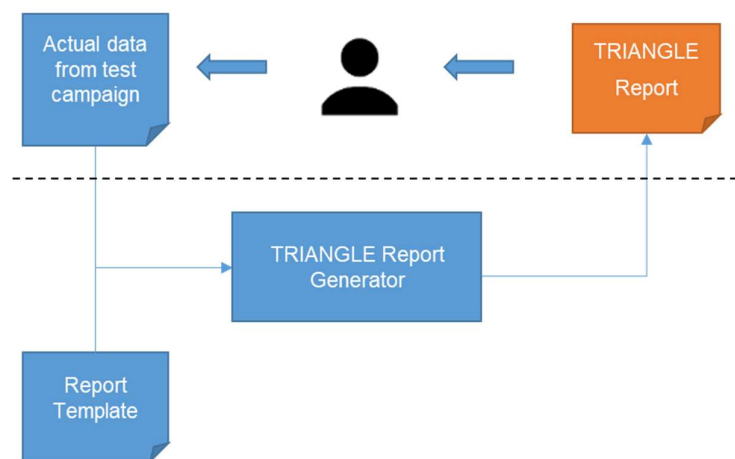 Actual data
from test
campaign
TRIANGLE
Report
TRIANGLE Report
Generator
Report
Template